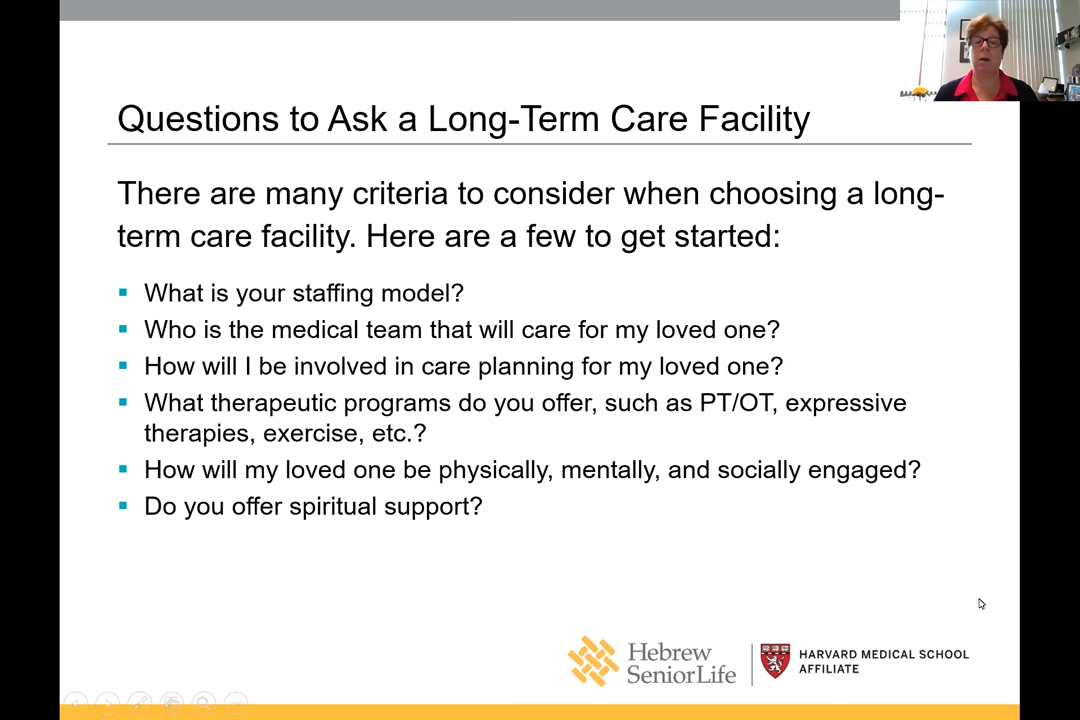 Questions to Ask a Long-Term Care Facility
There are many criteria to consider when choosing a long-
term care facility. Here are a few to get started:
▪ What is your staffing model?
▪ Who is the medical team that will care for my loved one?
▪ How will I be involved in care planning for my loved one?
▪ What therapeutic programs do you offer, such as PT/OT, expressive
therapies, exercise, etc.?
▪ How will my loved one be physically, mentally, and socially engaged?
▪ Do you offer spiritual support?
Hebrew
SeniorLife
HARVARD MEDICAL SCHOOL
AFFILIATE